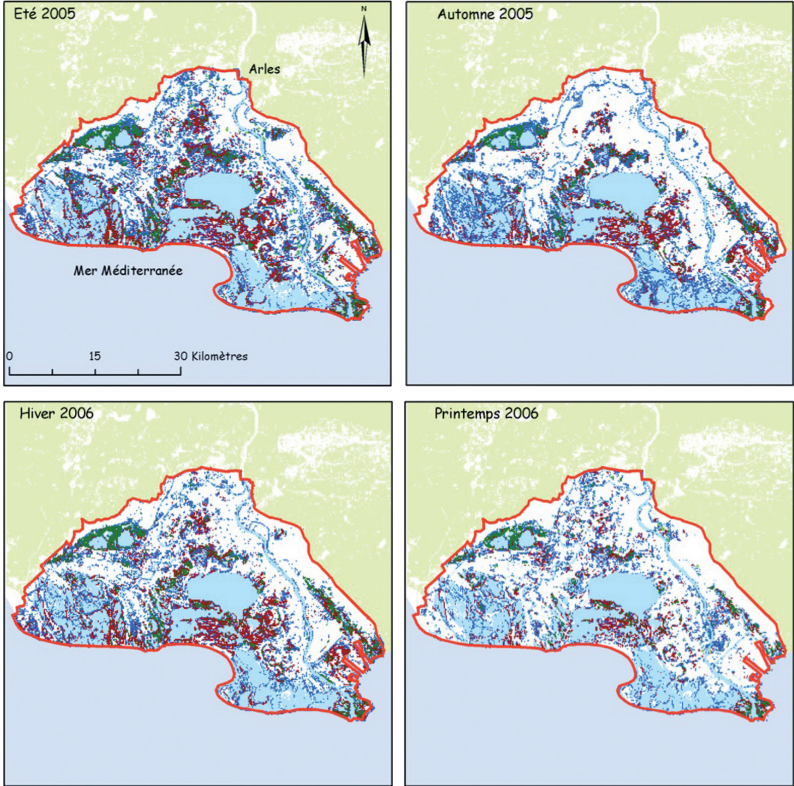 Eté 2005
N
Arles
Mer Méditerranée
0 15 30 Kilomètres
Automne 2005
Hiver 2006
Printemps 2006